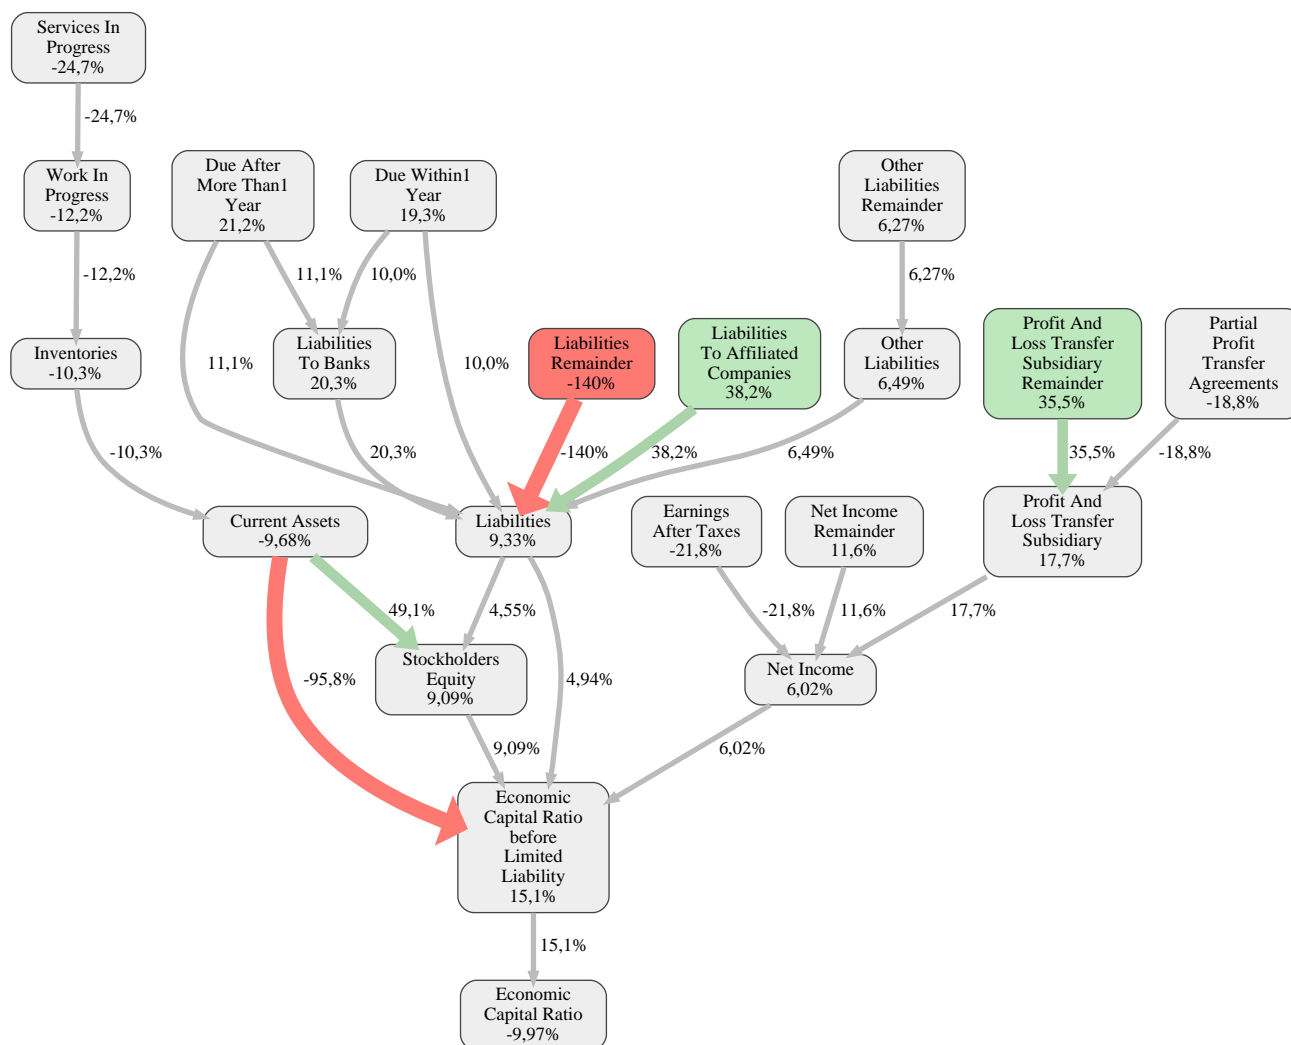 Services In
Progress
-24,7%
-24,7%
Work In
Progress
-12,2%
Due After
More Than1
Year
21,2%
Due Within1
Year
19,3%
Other
Liabilities
Remainder
6,27%
-12,2%
11,1%
10,0%
6,27%
Inventories
-10,3%
11,1%
Liabilities
To Banks
20,3%
10,0%
Liabilities
Remainder
-140%
Liabilities
To Affiliated
Companies
38,2%
Other
Liabilities
6,49%
Profit And
Loss Transfer
Subsidiary
Remainder
35,5%
Partial
Profit
Transfer
Agreements
-18,8%
-10,3%
20,3%
-140%
38,2%
6,49%
35,5%
-18,8%
Current Assets
-9,68%
Liabilities
9,33%
Earnings
After Taxes
-21,8%
Net Income
Remainder
11,6%
Profit And
Loss Transfer
Subsidiary
17,7%
49,1%
4,55%
-21,8%
11,6%
17,7%
-95,8%
Stockholders
Equity
9,09%
4,94%
Net Income
6,02%
9,09%
6,02%
Economic
Capital Ratio
before
Limited
Liability
15,1%
15,1%
Economic
Capital Ratio
-9,97%